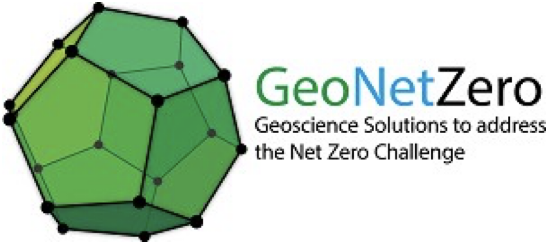 GeoNetZero
Geoscience Solutions to address
the Net Zero Challenge